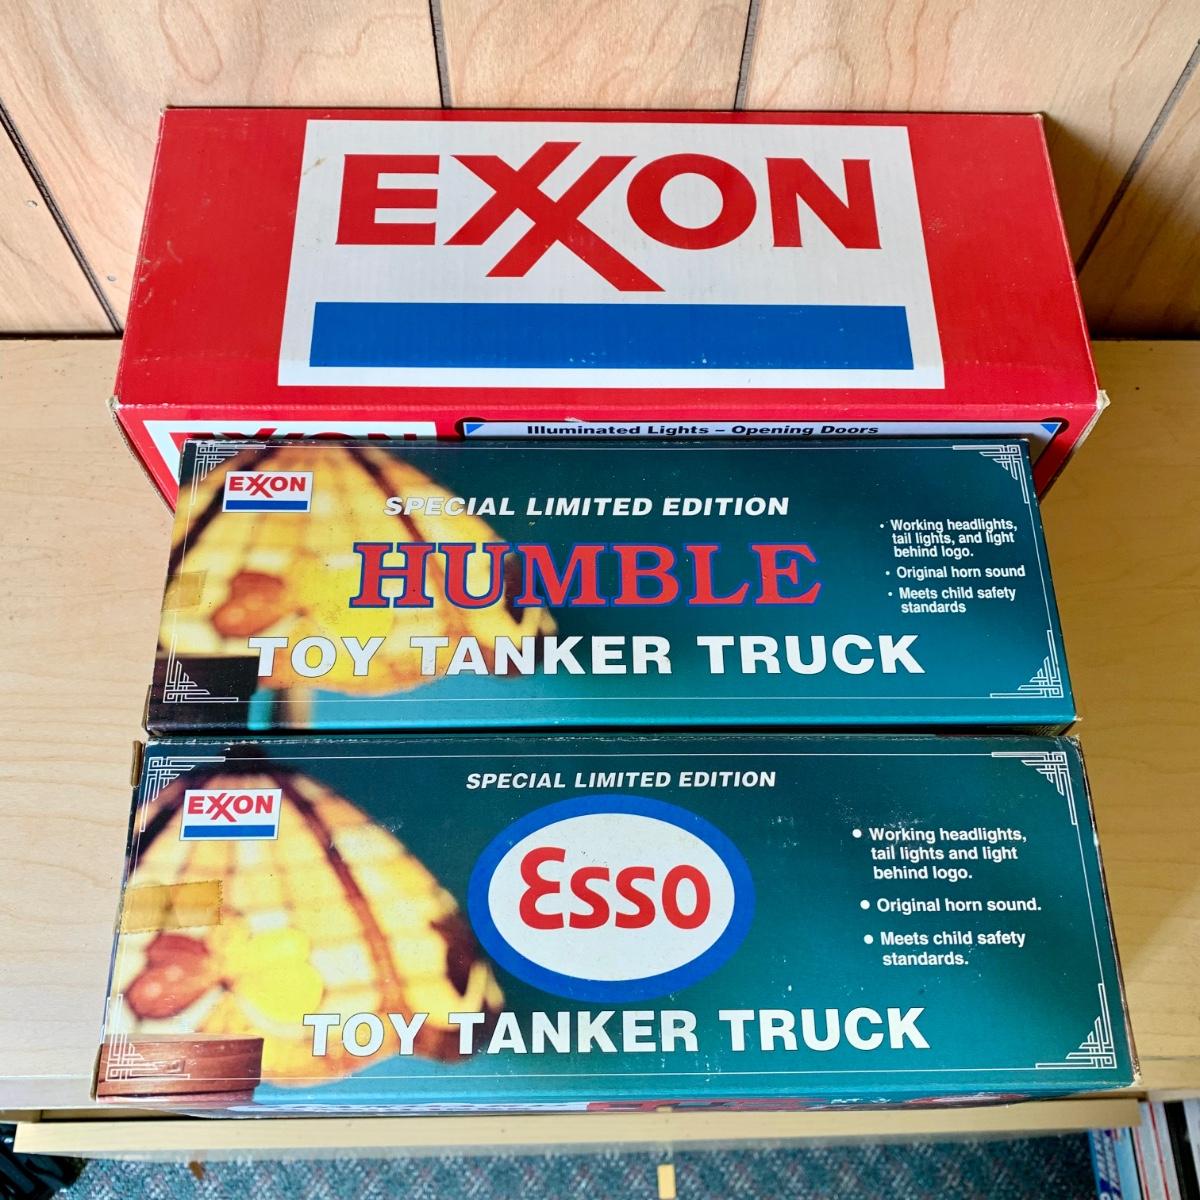 EXXON
EXXON
Illuminated Lights – Opening Doors
EXXON
SPECIAL LIMITED EDITION
HUMBLE
TOY TANKER TRUCK
• Working headlights,
tail lights, and light
behind logo.
• Original horn sound
• Meets child safety
standards
SPECIAL LIMITED EDITION
EXXON
Esso
TOY TANKER TRUCK
• Working headlights,
tail lights and light
behind logo.
• Original horn sound.
• Meets child safety
standards.